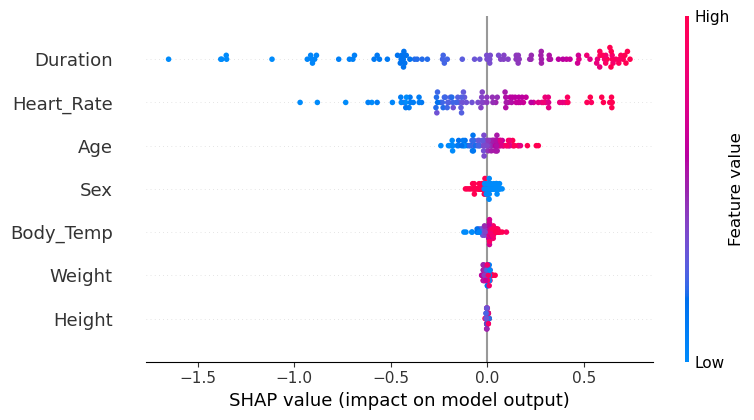 High
Duration
Heart_Rate
Age
Sex
Body_Temp
Weight
Height
Feature value
Low
−1.5 −1.0 −0.5 0.0 0.5
SHAP value (impact on model output)